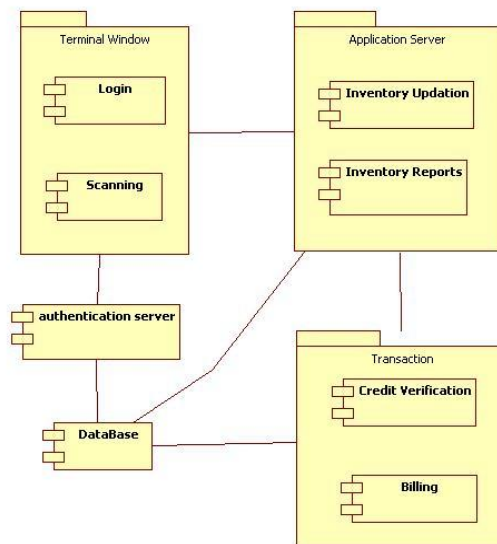 Terminal Window
Login
Scanning
Application Server
Inventory Updation
Inventory Reports
authentication server
DataBase
Transaction
Credit Verification
Billing